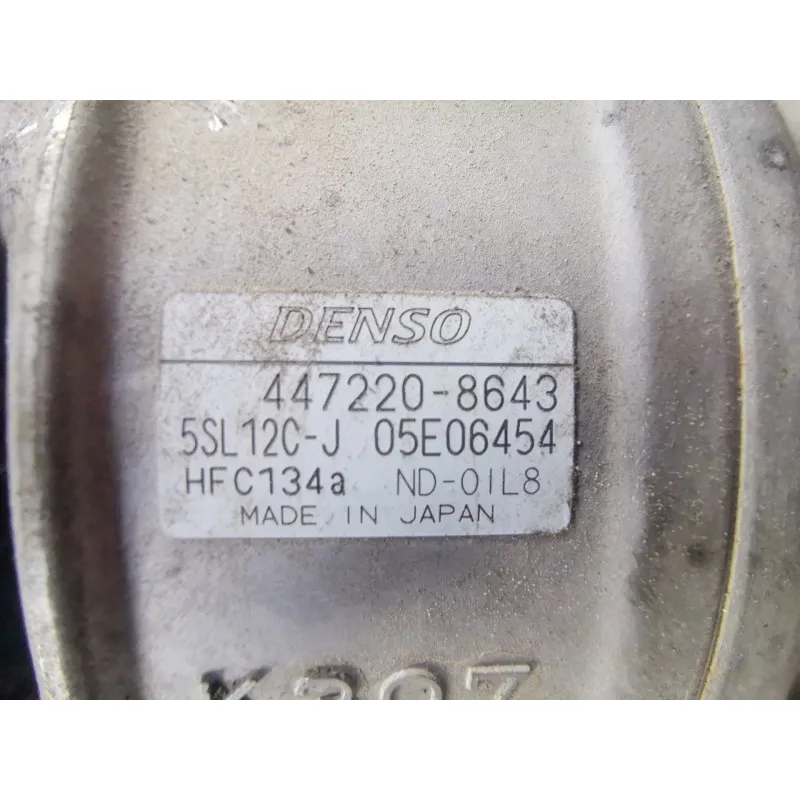 DENSO
447220-8643
5SL12C-J 05E06454
HFC134a ND-OIL8
MADE IN JAPAN